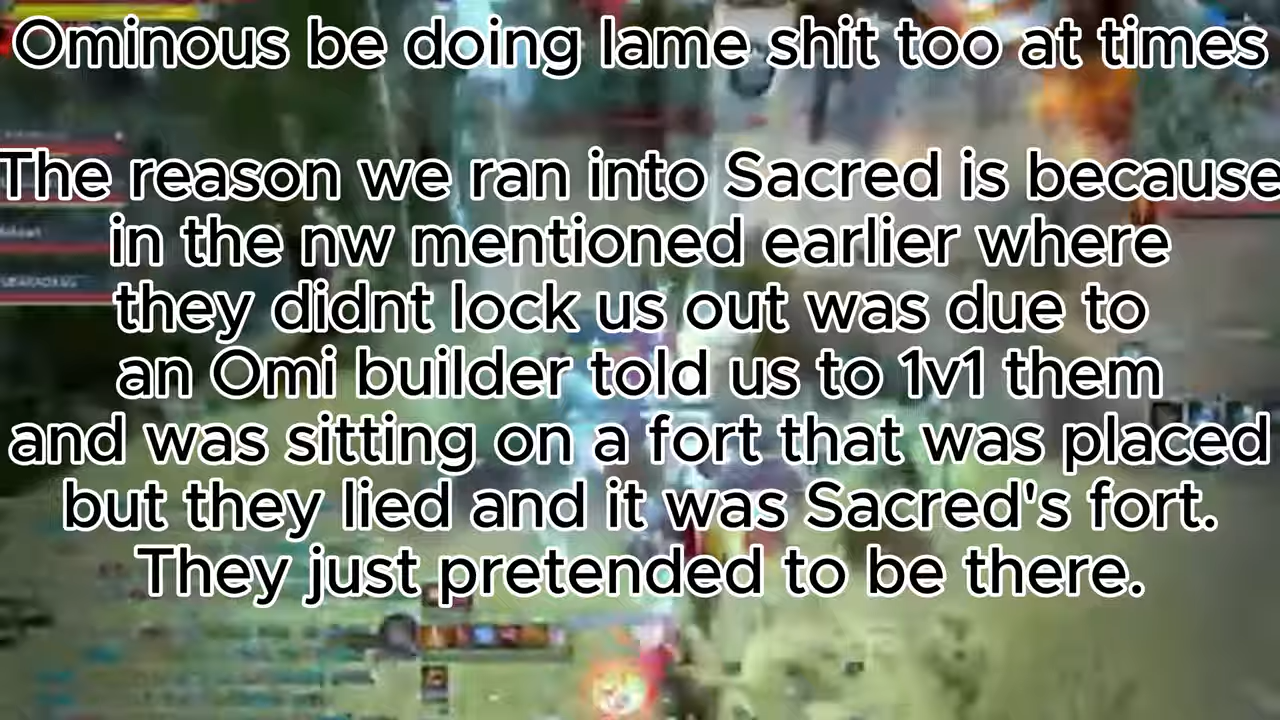 Ominous be doing lame shit too at times
The reason we ran into Sacred is because
in the nw mentioned earlier where
they didnt lock us out was due to
an Omi builder told us to 1v1 them
and was sitting on a fort that was placed
but they lied and it was Sacred's fort.
They just pretended to be there.